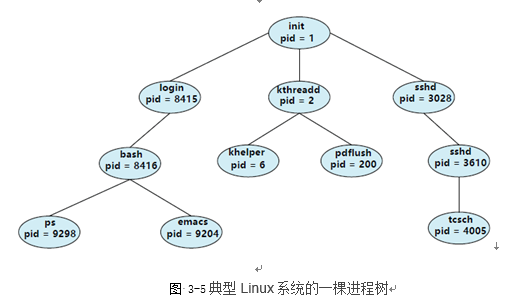 init
pid = 1
login
pid = 8415
kthreadd
pid = 2
sshd
pid = 3028
bash
pid = 8416
khelper
pid = 6
pdflush
pid = 200
sshd
pid = 3610
ps
pid = 9298
emacs
pid = 9204
tcsch
pid = 4005
图 3-5 典型 Linux 系统的一棵进程树